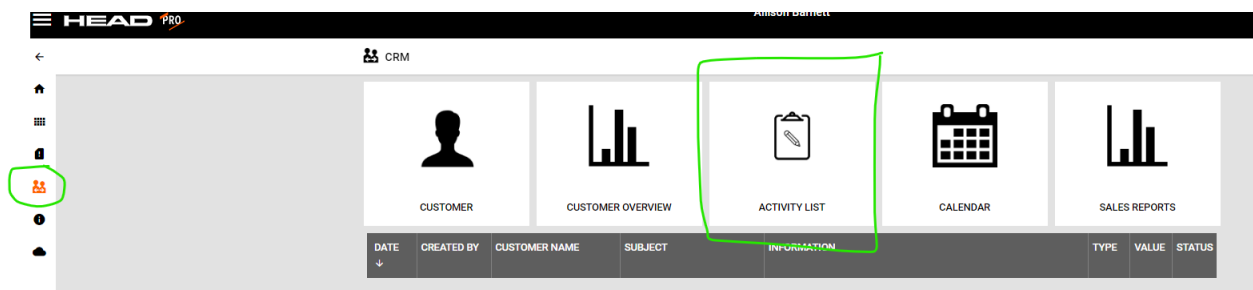 HEAD PRO
Allison Barnett
CRM
CUSTOMER CUSTOMER OVERVIEW ACTIVITY LIST CALENDAR SALES REPORTS
DATE CREATED BY CUSTOMER NAME SUBJECT INFORMATION TYPE VALUE STATUS